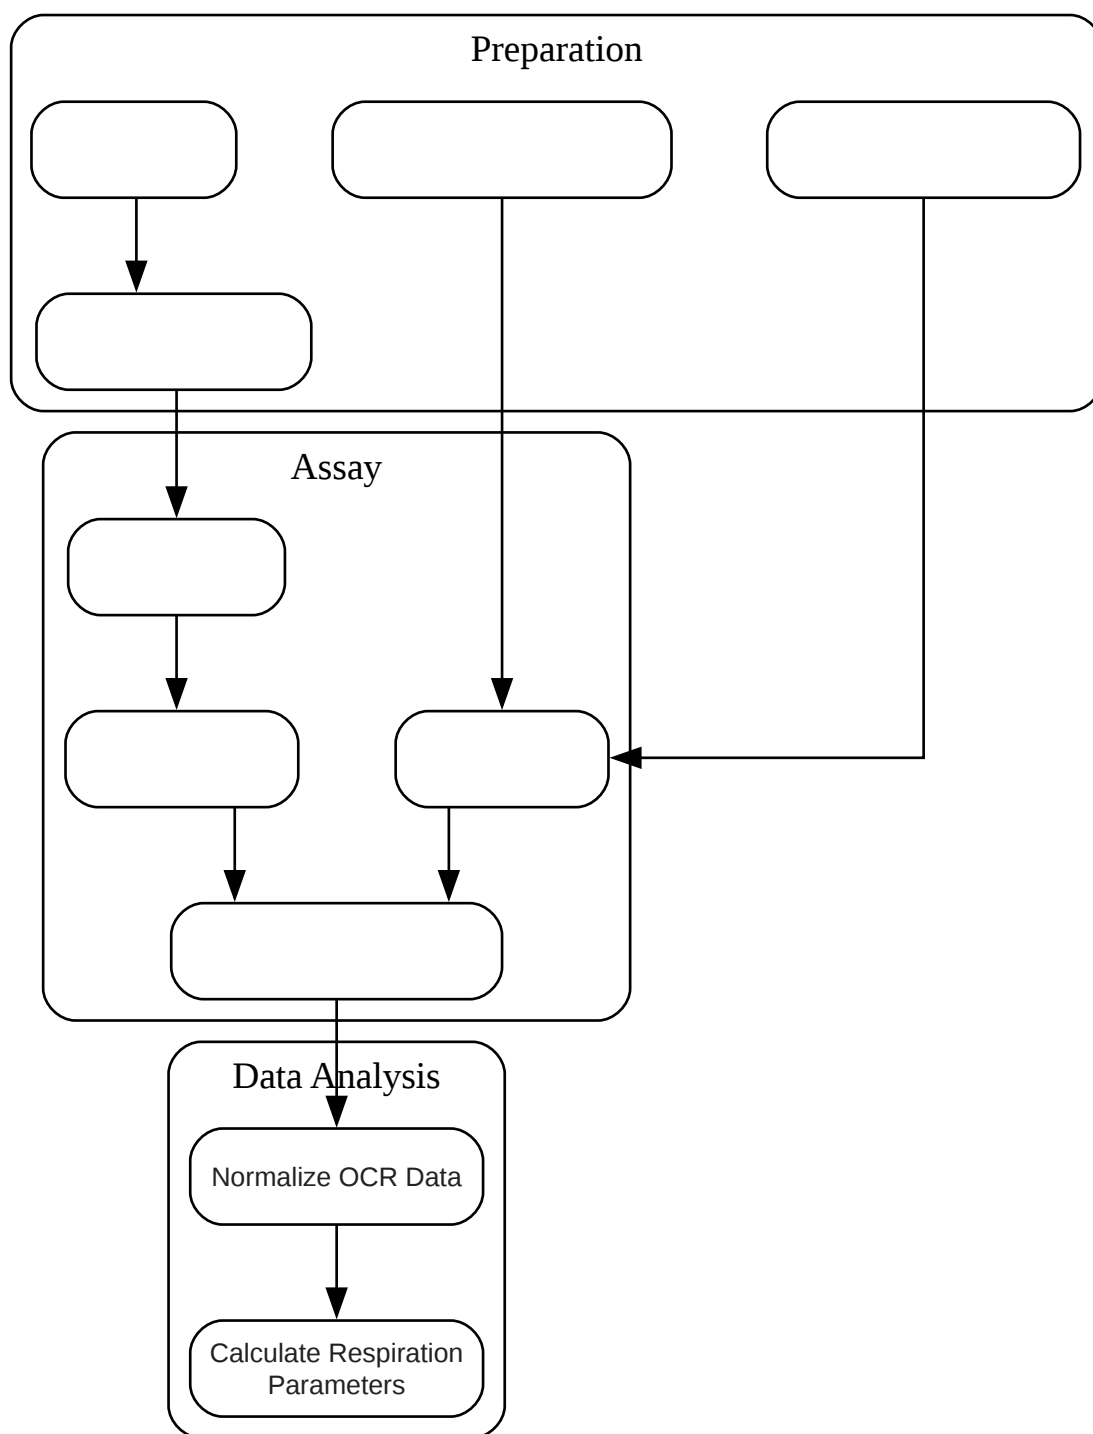 Preparation
Assay
Data Analysis
Normalize OCR Data
Calculate Respiration
Parameters